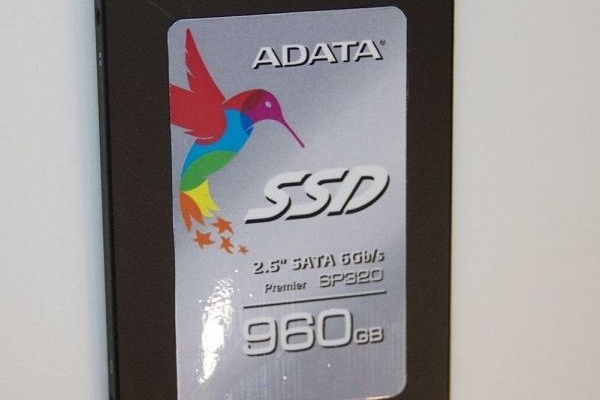 ADATA®
SSD
2.5" SATA 6Gb/s
Premier SP320
960GB